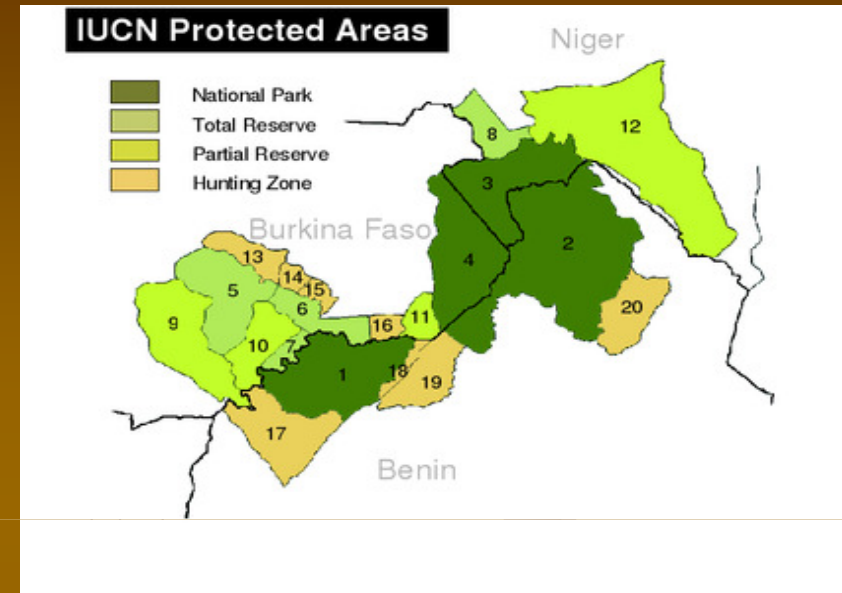 IUCN Protected Areas
Niger
National Park
Total Reserve
Partial Reserve
Hunting Zone
12
8
3
Burkina Faso
2
13
4
14
15
5
6
20
9
16
11
10
7
1
18
19
17
Benin